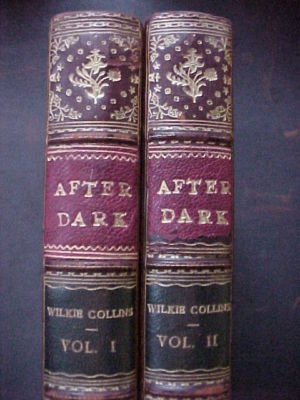 AFTER
DARK
WILKIE COLLINS
VOL. I
AFTER
DARK
WILKIE COLLINS
VOL. II